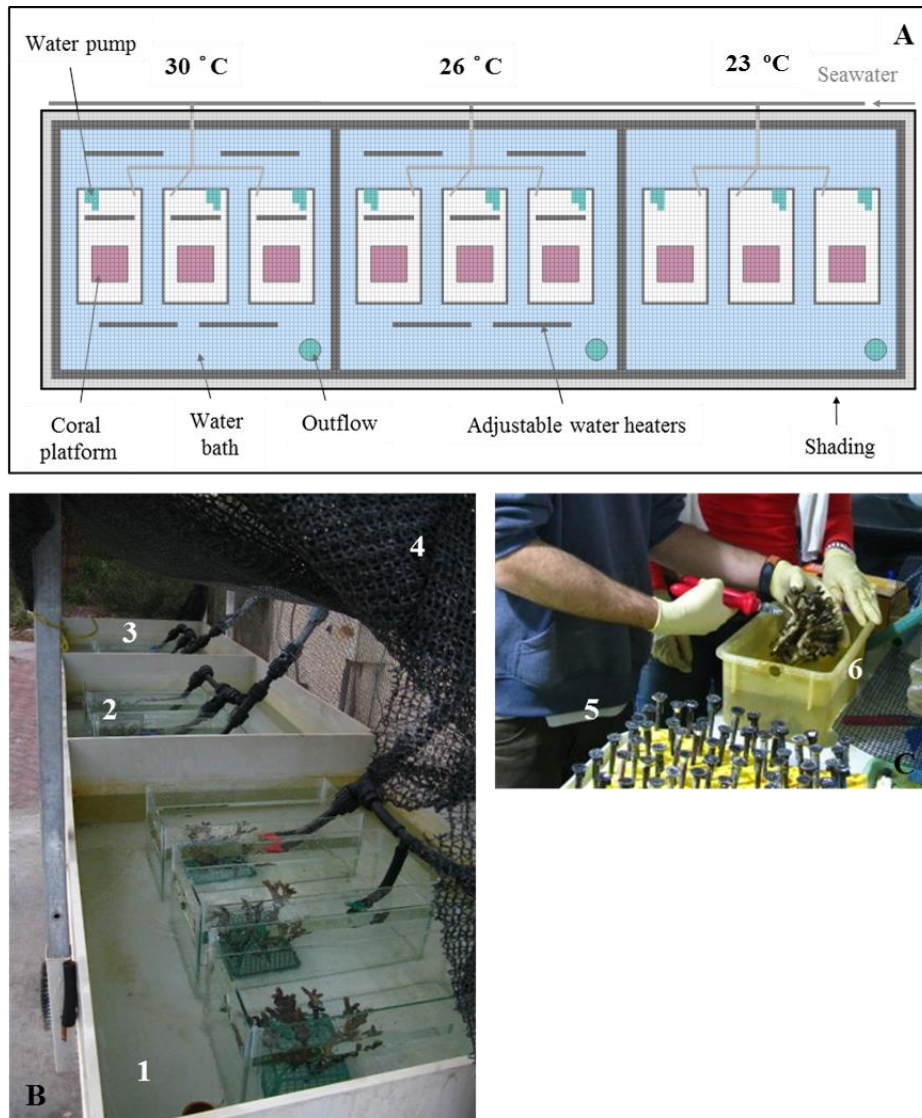 A
Water pump
30 °C
26 °C
23 °C
Seawater
Coral
platform
Water
bath
Outflow
Adjustable water heaters
Shading
4
3
2
1
B
5
6
C